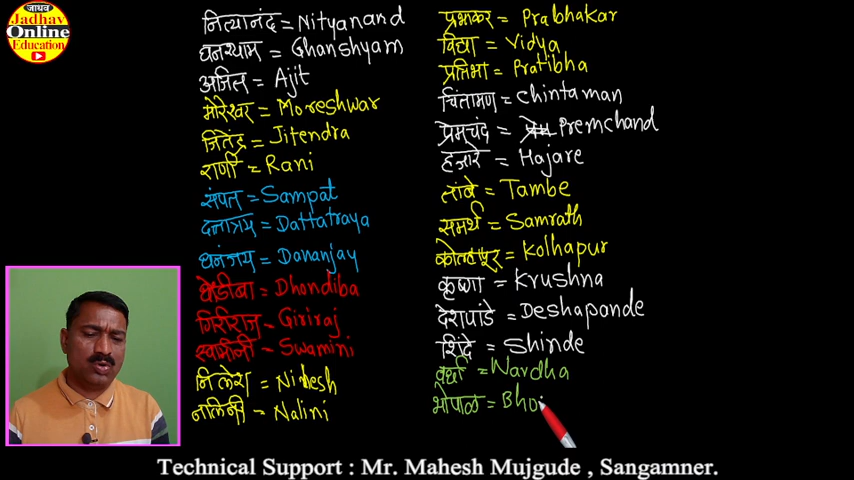 जाधव
Jadhav
Online
Education
नित्यानंद = Nityanand
घनश्याम = Ghanshyam
अजित = Ajit
मोरेश्वर = Moreshwar
जितेंद्र = Jitendra
राणी = Rani
संपत = Sampat
दत्तात्रय = Dattatraya
धनंजय = Dananjay
धोंडीबा = Dhondiba
गिरीराज - Giriraj
स्वामीनी - Swamini
निलेश = Nilesh
नलिनी - Nalini
प्रभाकर = Prabhakar
विद्या = Vidya
प्रतिभा = Pratibha
चिंतामण = Chintaman
प्रेमचंद = Premchand
हजारे = Hajare
तांबे = Tambe
समर्थ = Samrath
कोल्हापूर = Kolhapur
कृष्णा = Krushna
देशपांडे = Deshapande
शिंदे = Shinde
वर्धा = Wardha
भोपाळ = Bho
Technical Support : Mr. Mahesh Mujgude , Sangamner.